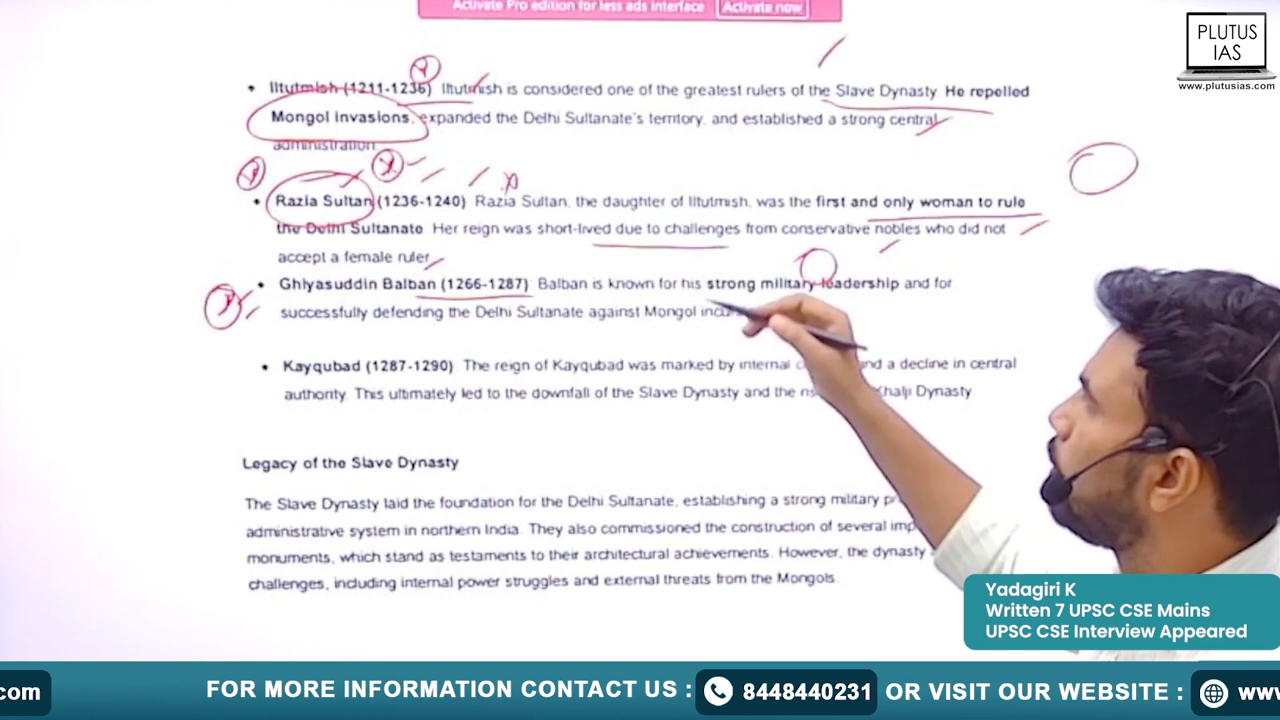 Activate Pro edition for less ads interface Activate now
PLUTUS
IAS
www.plutusias.com
• Iltutmish (1211-1236) Iltutmish is considered one of the greatest rulers of the Slave Dynasty He repelled
Mongol invasions, expanded the Delhi Sultanate's territory, and established a strong central
administration
• Razia Sultan (1236-1240) Razia Sultan, the daughter of Iltutmish, was the first and only woman to rule
the Delhi Sultanate Her reign was short-lived due to challenges from conservative nobles who did not
accept a female ruler
• Ghiyasuddin Balban (1266-1287) Balban is known for his strong military leadership and for
successfully defending the Delhi Sultanate against Mongol
• Kayqubad (1287-1290) The reign of Kayqubad was marked by internal and a decline in central
authority. This ultimately led to the downfall of the Slave Dynasty and the Khalji Dynasty
Legacy of the Slave Dynasty
The Slave Dynasty laid the foundation for the Delhi Sultanate, establishing a strong military
administrative system in northern India. They also commissioned the construction of several
monuments, which stand as testaments to their architectural achievements. However, the dynasty
challenges, including internal power struggles and external threats from the Mongols.
Yadagiri K
Written 7 UPSC CSE Mains
UPSC CSE Interview Appeared
.com FOR MORE INFORMATION CONTACT US : 8448440231 OR VISIT OUR WEBSITE :